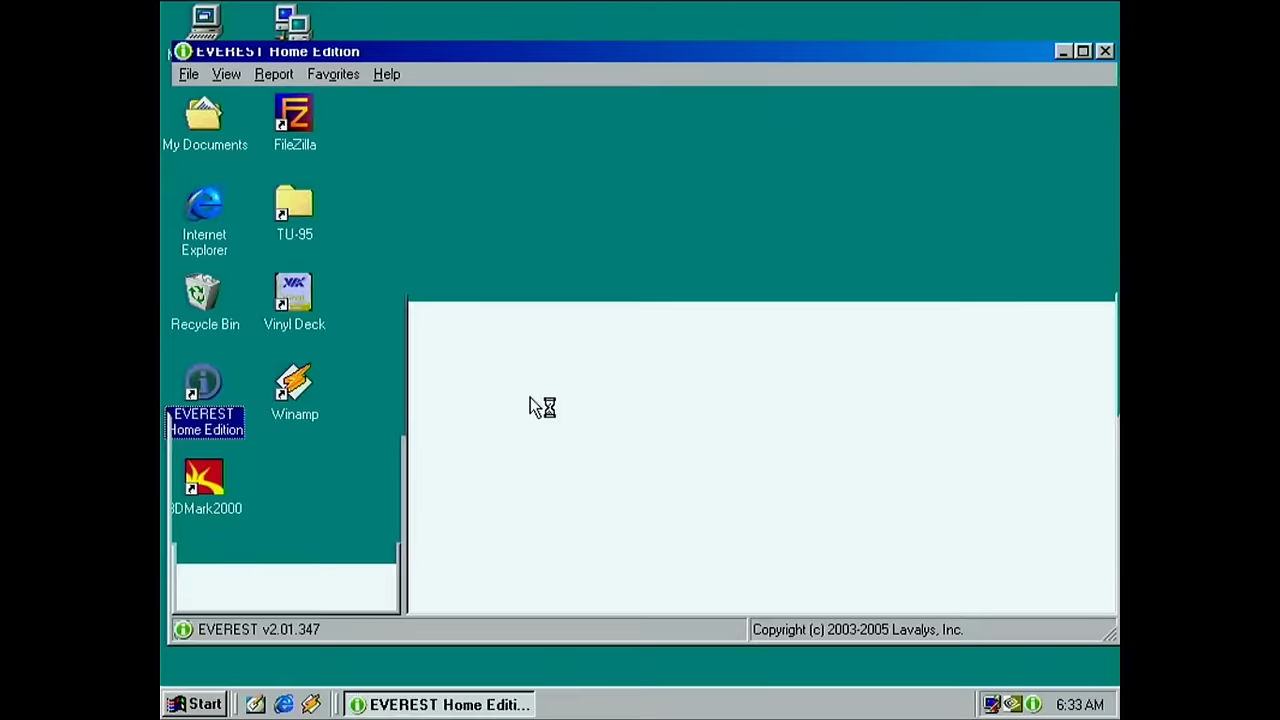 EVEREST Home Edition
File View Report Favorites Help
My Documents
FileZilla
Internet
Explorer
TU-95
Recycle Bin
VIA
Vinyl Deck
EVEREST
Home Edition
Winamp
3DMark2000
EVEREST v2.01.347
Copyright (c) 2003-2005 Lavalys, Inc.
Start
EVEREST Home Editi...
6:33 AM